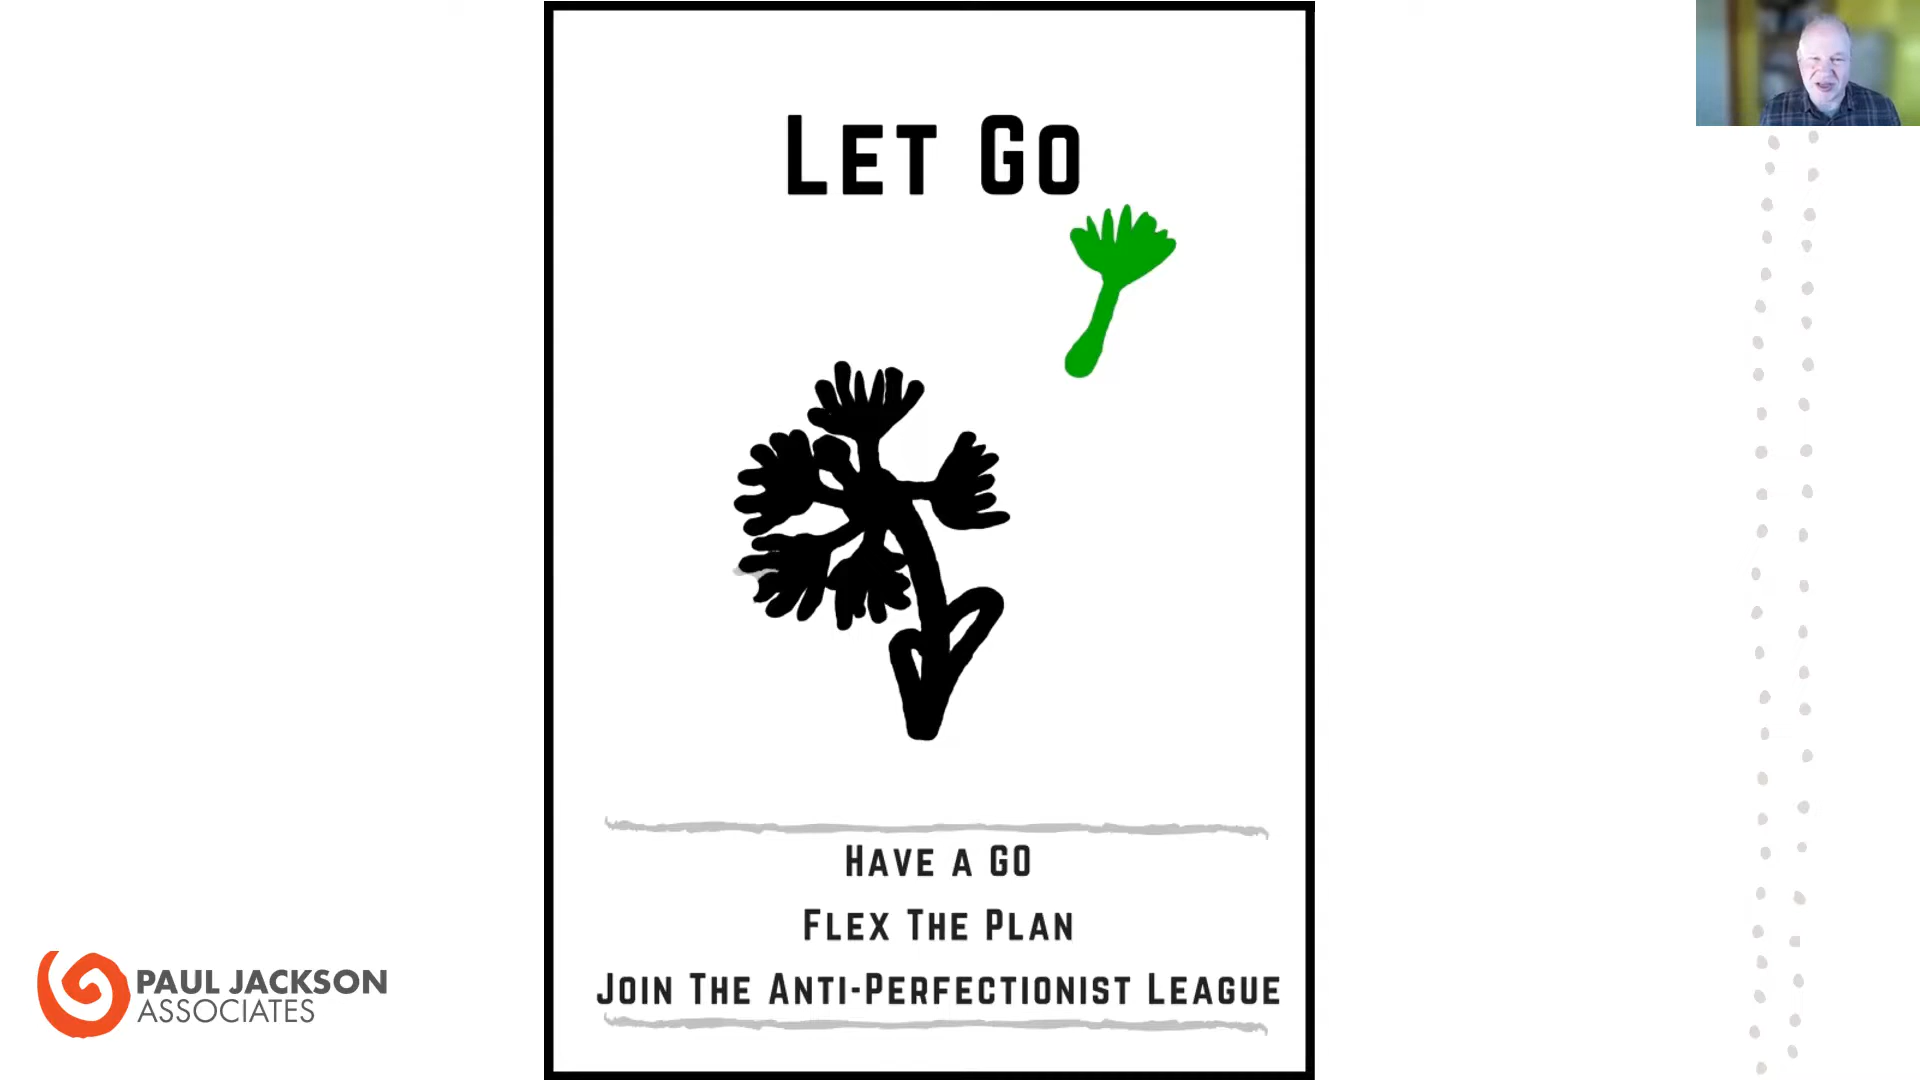 Let Go
Have a GO
Flex The Plan
Join The Anti-Perfectionist League
PAUL JACKSON
ASSOCIATES